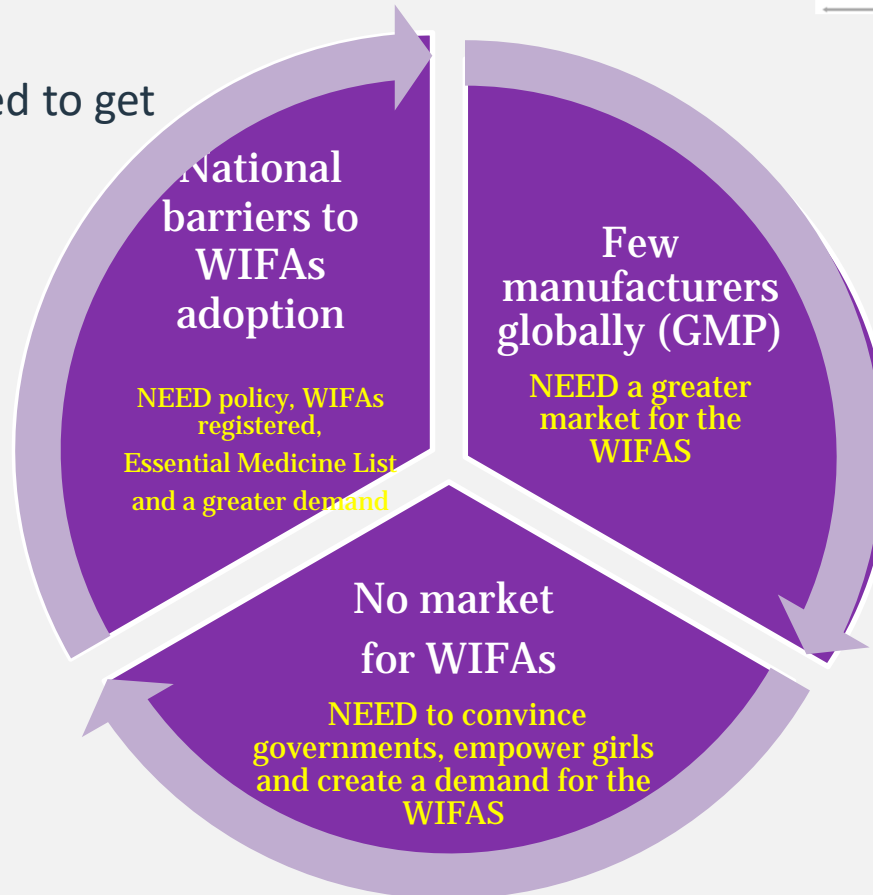 ed to get
National
barriers to
WIFAs
adoption
NEED policy, WIFAs
registered,
Essential Medicine List
and a greater demand
Few
manufacturers
globally (GMP)
NEED a greater
market for the
WIFAS
No market
for WIFAs
NEED to convince
governments, empower girls
and create a demand for the
WIFAS